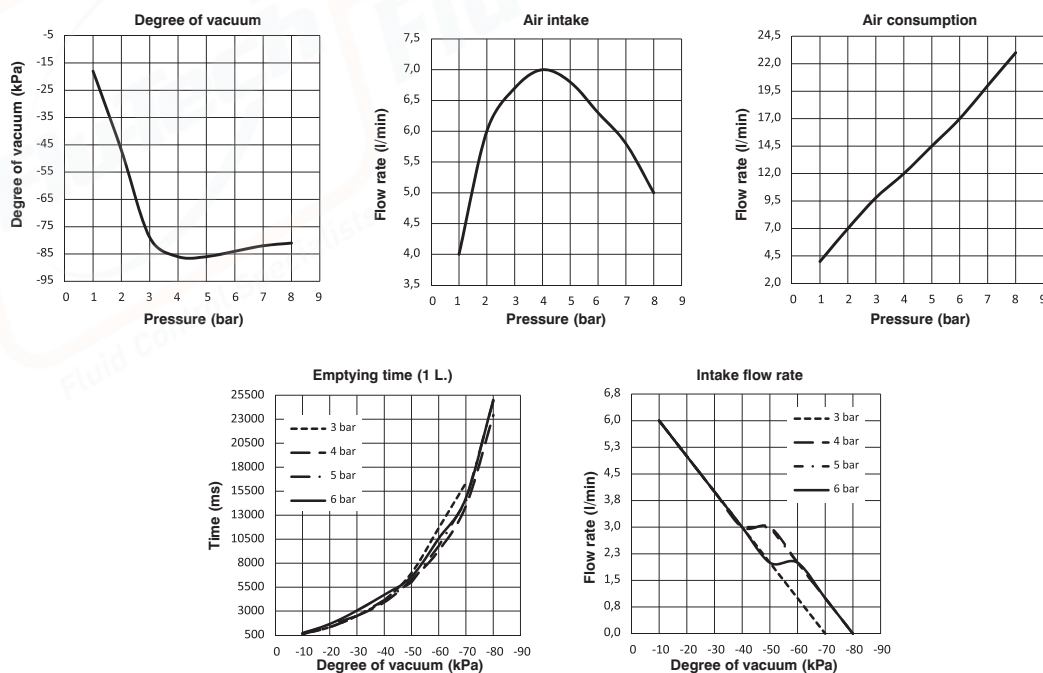 Degree of vacuum
Degree of vacuum (kPa)
-5
-15
-25
-35
-45
-55
-65
-75
-85
-95
0 1 2 3 4 5 6 7 8 9
Pressure (bar)
Air intake
Flow rate (l/min)
7,5
7,0
6,5
6,0
5,5
5,0
4,5
4,0
3,5
0 1 2 3 4 5 6 7 8 9
Pressure (bar)
Air consumption
Flow rate (l/min)
24,5
22,0
19,5
17,0
14,5
12,0
9,5
7,0
4,5
2,0
0 1 2 3 4 5 6 7 8 9
Pressure (bar)
Emptying time (1 L.)
Time (ms)
25500
23000
20500
18000
15500
13000
10500
8000
5500
3000
500
3 bar
4 bar
5 bar
6 bar
0 -10 -20 -30 -40 -50 -60 -70 -80 -90
Degree of vacuum (kPa)
Intake flow rate
Flow rate (l/min)
6,8
6,0
5,3
4,5
3,8
3,0
2,3
1,5
0,8
0,0
3 bar
4 bar
5 bar
6 bar
0 -10 -20 -30 -40 -50 -60 -70 -80 -90
Degree of vacuum (kPa)